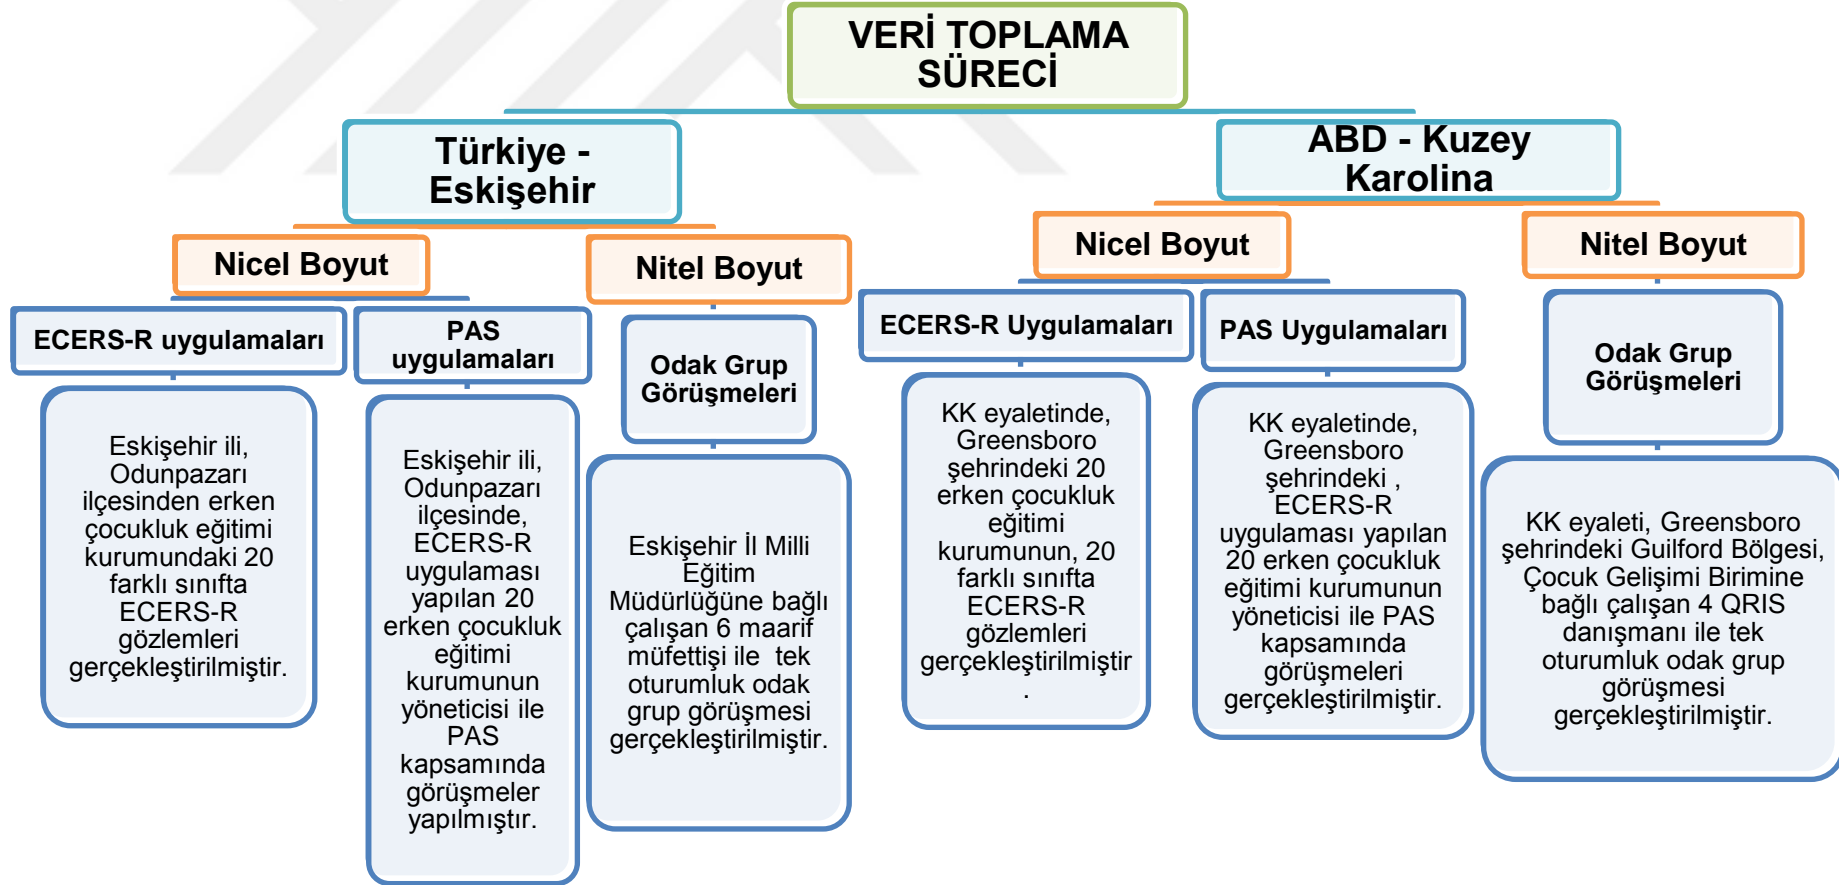 VERİ TOPLAMA
SÜRECİ
Türkiye -
Eskişehir
Nicel Boyut
ECERS-R uygulamaları
Eskişehir ili,
Odunpazarı
ilçesinden erken
çocukluk eğitimi
kurumundaki 20
farklı sınıfta
ECERS-R
gözlemleri
gerçekleştirilmiştir.
PAS
uygulamaları
Eskişehir ili,
Odunpazarı
ilçesinde,
ECERS-R
uygulaması
yapılan 20
erken çocukluk
eğitimi
kurumunun
yöneticisi ile
PAS
kapsamında
görüşmeler
yapılmıştır.
Nitel Boyut
Odak Grup
Görüşmeleri
Eskişehir İl Milli
Eğitim
Müdürlüğüne bağlı
çalışan 6 maarif
müfettişi ile  tek
oturumluk odak
grup görüşmesi
gerçekleştirilmiştir.
ABD - Kuzey
Karolina
Nicel Boyut
ECERS-R Uygulamaları
KK eyaletinde,
Greensboro
şehrindeki 20
erken çocukluk
eğitimi
kurumunun, 20
farklı sınıfta
ECERS-R
gözlemleri
gerçekleştirilmiştir
.
PAS Uygulamaları
KK eyaletinde,
Greensboro
şehrindeki ,
ECERS-R
uygulaması yapılan
20 erken çocukluk
eğitimi kurumunun
yöneticisi ile PAS
kapsamında
görüşmeleri
gerçekleştirilmiştir.
Nitel Boyut
Odak Grup
Görüşmeleri
KK eyaleti, Greensboro
şehrindeki Guilford Bölgesi,
Çocuk Gelişimi Birimine
bağlı çalışan 4 QRIS
danışmanı ile tek
oturumluk odak grup
görüşmesi
gerçekleştirilmiştir.